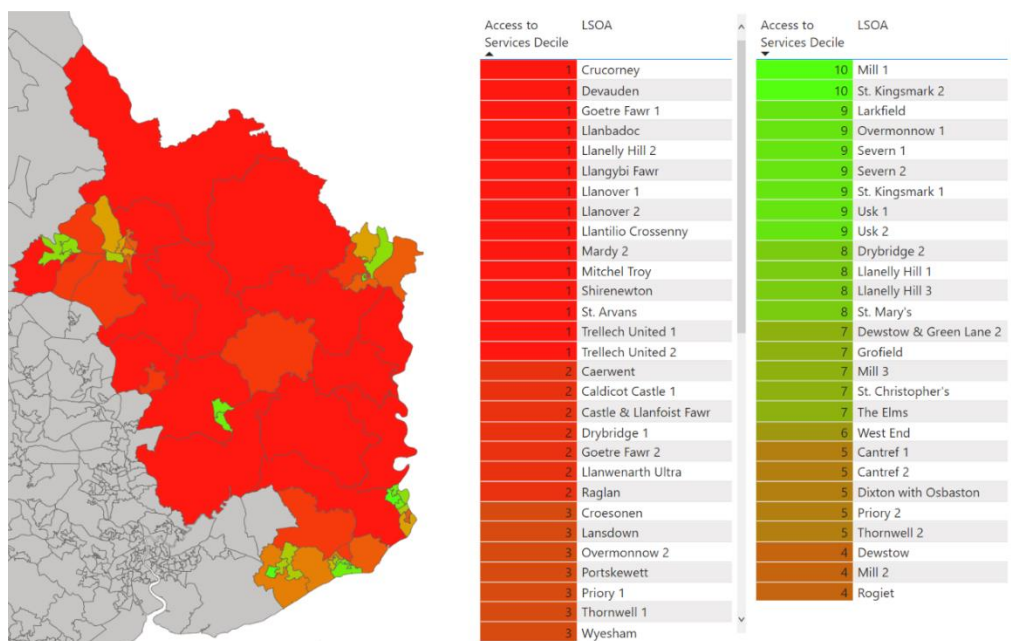 Access to Services Decile LSOA
1 Crucorney
1 Devauden
1 Goetre Fawr 1
1 Llanbadoc
1 Llanelly Hill 2
1 Llangybi Fawr
1 Llanover 1
1 Llanover 2
1 Llantilio Crossenny
1 Mardy 2
1 Mitchel Troy
1 Shirenewton
1 St. Arvans
1 Trellech United 1
1 Trellech United 2
2 Caerwent
2 Caldicot Castle 1
2 Castle & Llanfoist Fawr
2 Drybridge 1
2 Goetre Fawr 2
2 Llanwenarth Ultra
2 Raglan
3 Croesonen
3 Lansdown
3 Overmonnow 2
3 Portskewett
3 Priory 1
3 Thornwell 1
3 Wyesham
Access to Services Decile LSOA
10 Mill 1
10 St. Kingsmark 2
9 Larkfield
9 Overmonnow 1
9 Severn 1
9 Severn 2
9 St. Kingsmark 1
9 Usk 1
9 Usk 2
8 Drybridge 2
8 Llanelly Hill 1
8 Llanelly Hill 3
8 St. Mary's
7 Dewstow & Green Lane 2
7 Grofield
7 Mill 3
7 St. Christopher's
7 The Elms
6 West End
5 Cantref 1
5 Cantref 2
5 Dixton with Osbaston
5 Priory 2
5 Thornwell 2
4 Dewstow
4 Mill 2
4 Rogiet